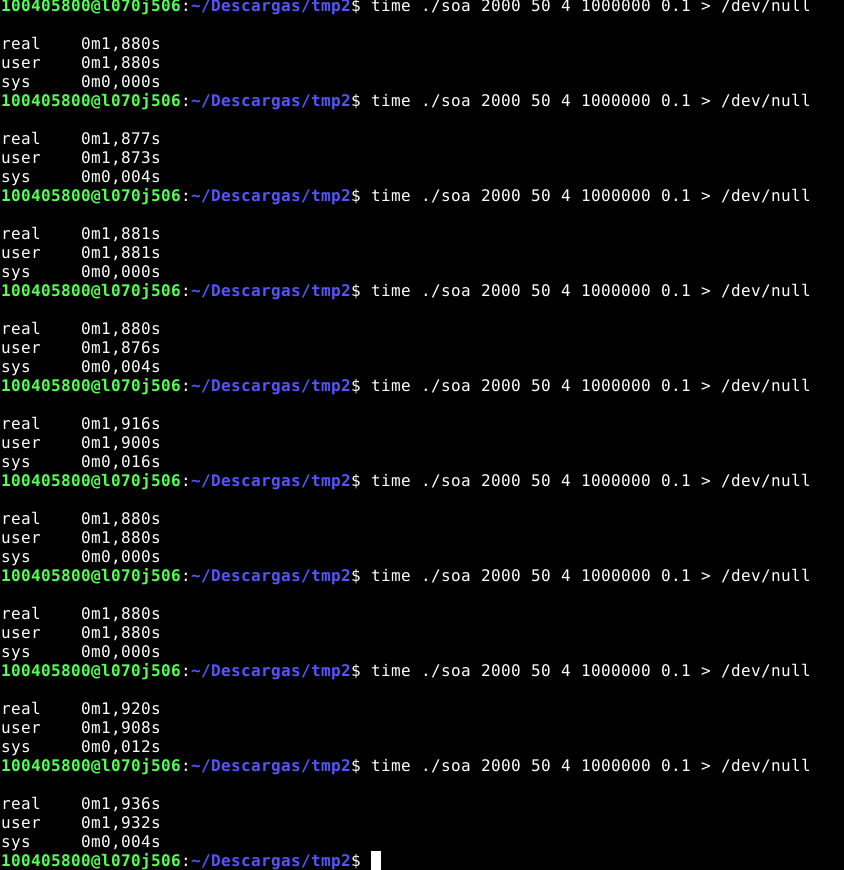 100405800@l070j506:~/Descargas/tmp2$ time ./soa 2000 50 4 1000000 0.1 > /dev/null
real 0m1,880s
user 0m1,880s
sys 0m0,000s
100405800@l070j506:~/Descargas/tmp2$ time ./soa 2000 50 4 1000000 0.1 > /dev/null
real 0m1,877s
user 0m1,873s
sys 0m0,004s
100405800@l070j506:~/Descargas/tmp2$ time ./soa 2000 50 4 1000000 0.1 > /dev/null
real 0m1,881s
user 0m1,881s
sys 0m0,000s
100405800@l070j506:~/Descargas/tmp2$ time ./soa 2000 50 4 1000000 0.1 > /dev/null
real 0m1,880s
user 0m1,876s
sys 0m0,004s
100405800@l070j506:~/Descargas/tmp2$ time ./soa 2000 50 4 1000000 0.1 > /dev/null
real 0m1,916s
user 0m1,900s
sys 0m0,016s
100405800@l070j506:~/Descargas/tmp2$ time ./soa 2000 50 4 1000000 0.1 > /dev/null
real 0m1,880s
user 0m1,880s
sys 0m0,000s
100405800@l070j506:~/Descargas/tmp2$ time ./soa 2000 50 4 1000000 0.1 > /dev/null
real 0m1,880s
user 0m1,880s
sys 0m0,000s
100405800@l070j506:~/Descargas/tmp2$ time ./soa 2000 50 4 1000000 0.1 > /dev/null
real 0m1,920s
user 0m1,908s
sys 0m0,012s
100405800@l070j506:~/Descargas/tmp2$ time ./soa 2000 50 4 1000000 0.1 > /dev/null
real 0m1,936s
user 0m1,932s
sys 0m0,004s
100405800@l070j506:~/Descargas/tmp2$